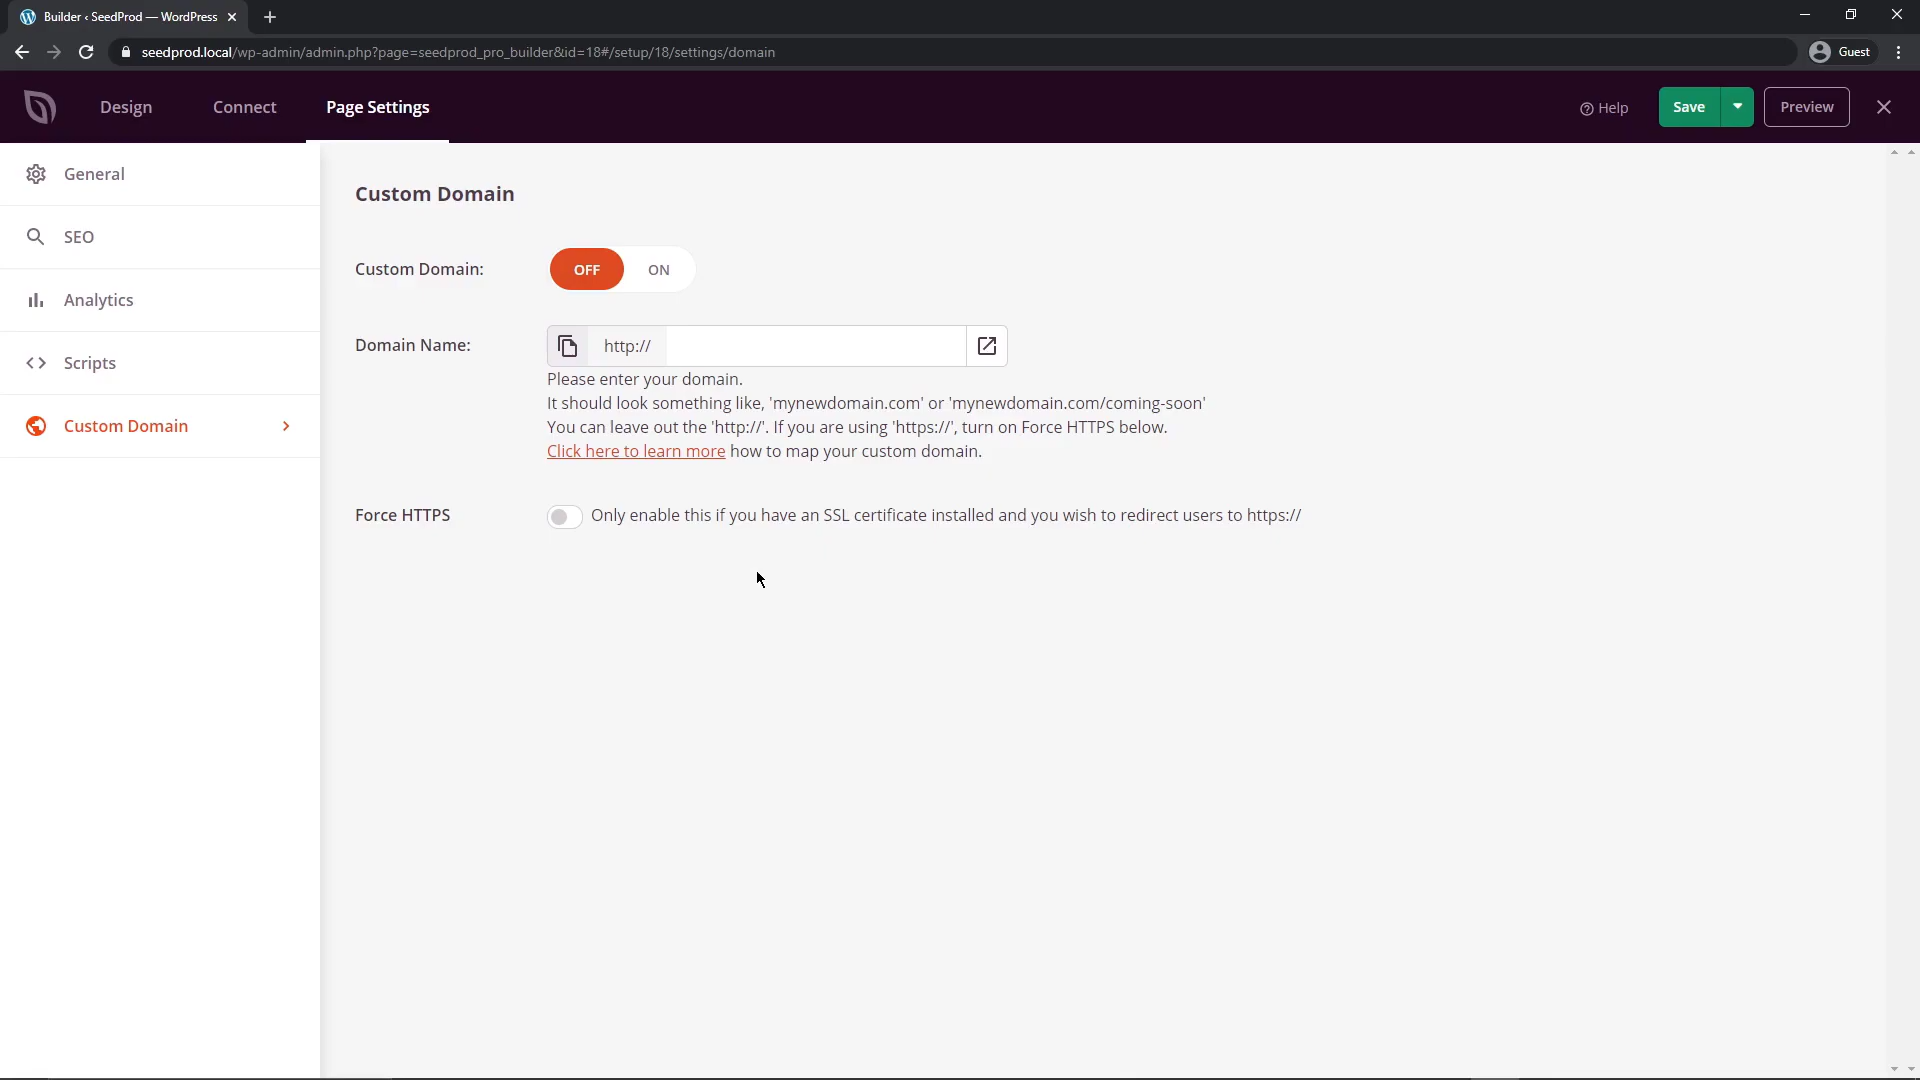 Builder ‹ SeedProd — WordPress
seedprod.local/wp-admin/admin.php?page=seedprod_pro_builder&id=18#/setup/18/settings/domain
Guest
Design
Connect
Page Settings
Help
Save
Preview
General
SEO
Analytics
Scripts
Custom Domain
Custom Domain
Custom Domain:
OFF
ON
Domain Name:
http://
Please enter your domain.
It should look something like, 'mynewdomain.com' or 'mynewdomain.com/coming-soon'
You can leave out the 'http://'. If you are using 'https://', turn on Force HTTPS below.
Click here to learn more how to map your custom domain.
Force HTTPS
Only enable this if you have an SSL certificate installed and you wish to redirect users to https://